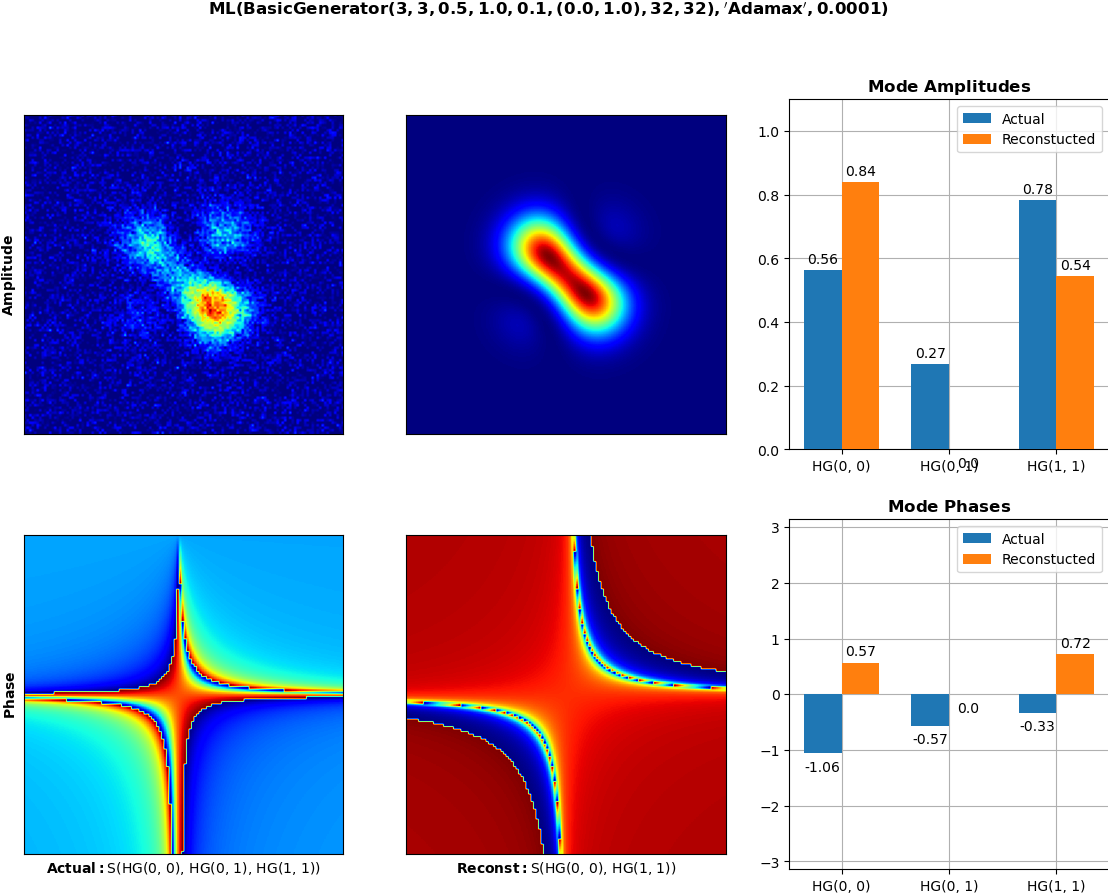 ML(BasicGenerator(3, 3, 0.5, 1.0, 0.1, (0.0, 1.0), 32, 32), ′Adamax′, 0.0001)
Amplitude
Mode Amplitudes
Actual
Reconstucted
1.0
0.8
0.6
0.4
0.2
0.0
0.56
0.84
0.27
0.0
0.78
0.54
HG(0, 0)
HG(0, 1)
HG(1, 1)
Phase
Actual: S(HG(0, 0), HG(0, 1), HG(1, 1))
Reconst: S(HG(0, 0), HG(1, 1))
Mode Phases
Actual
Reconstucted
3
2
1
0
−1
−2
−3
-1.06
0.57
-0.57
0.0
-0.33
0.72
HG(0, 0)
HG(0, 1)
HG(1, 1)